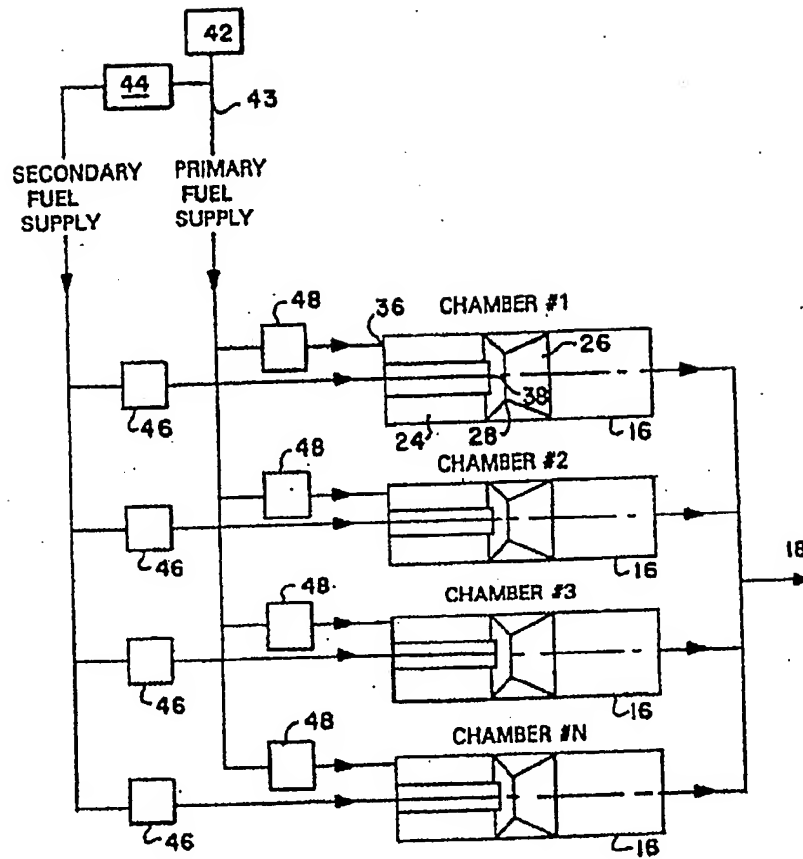 42
44
43
SECONDARY
FUEL
SUPPLY
PRIMARY
FUEL
SUPPLY
48
36
CHAMBER #1
26
38
46
24
28
16
48
CHAMBER #2
46
16
18
48
CHAMBER #3
46
16
48
CHAMBER #N
46
16